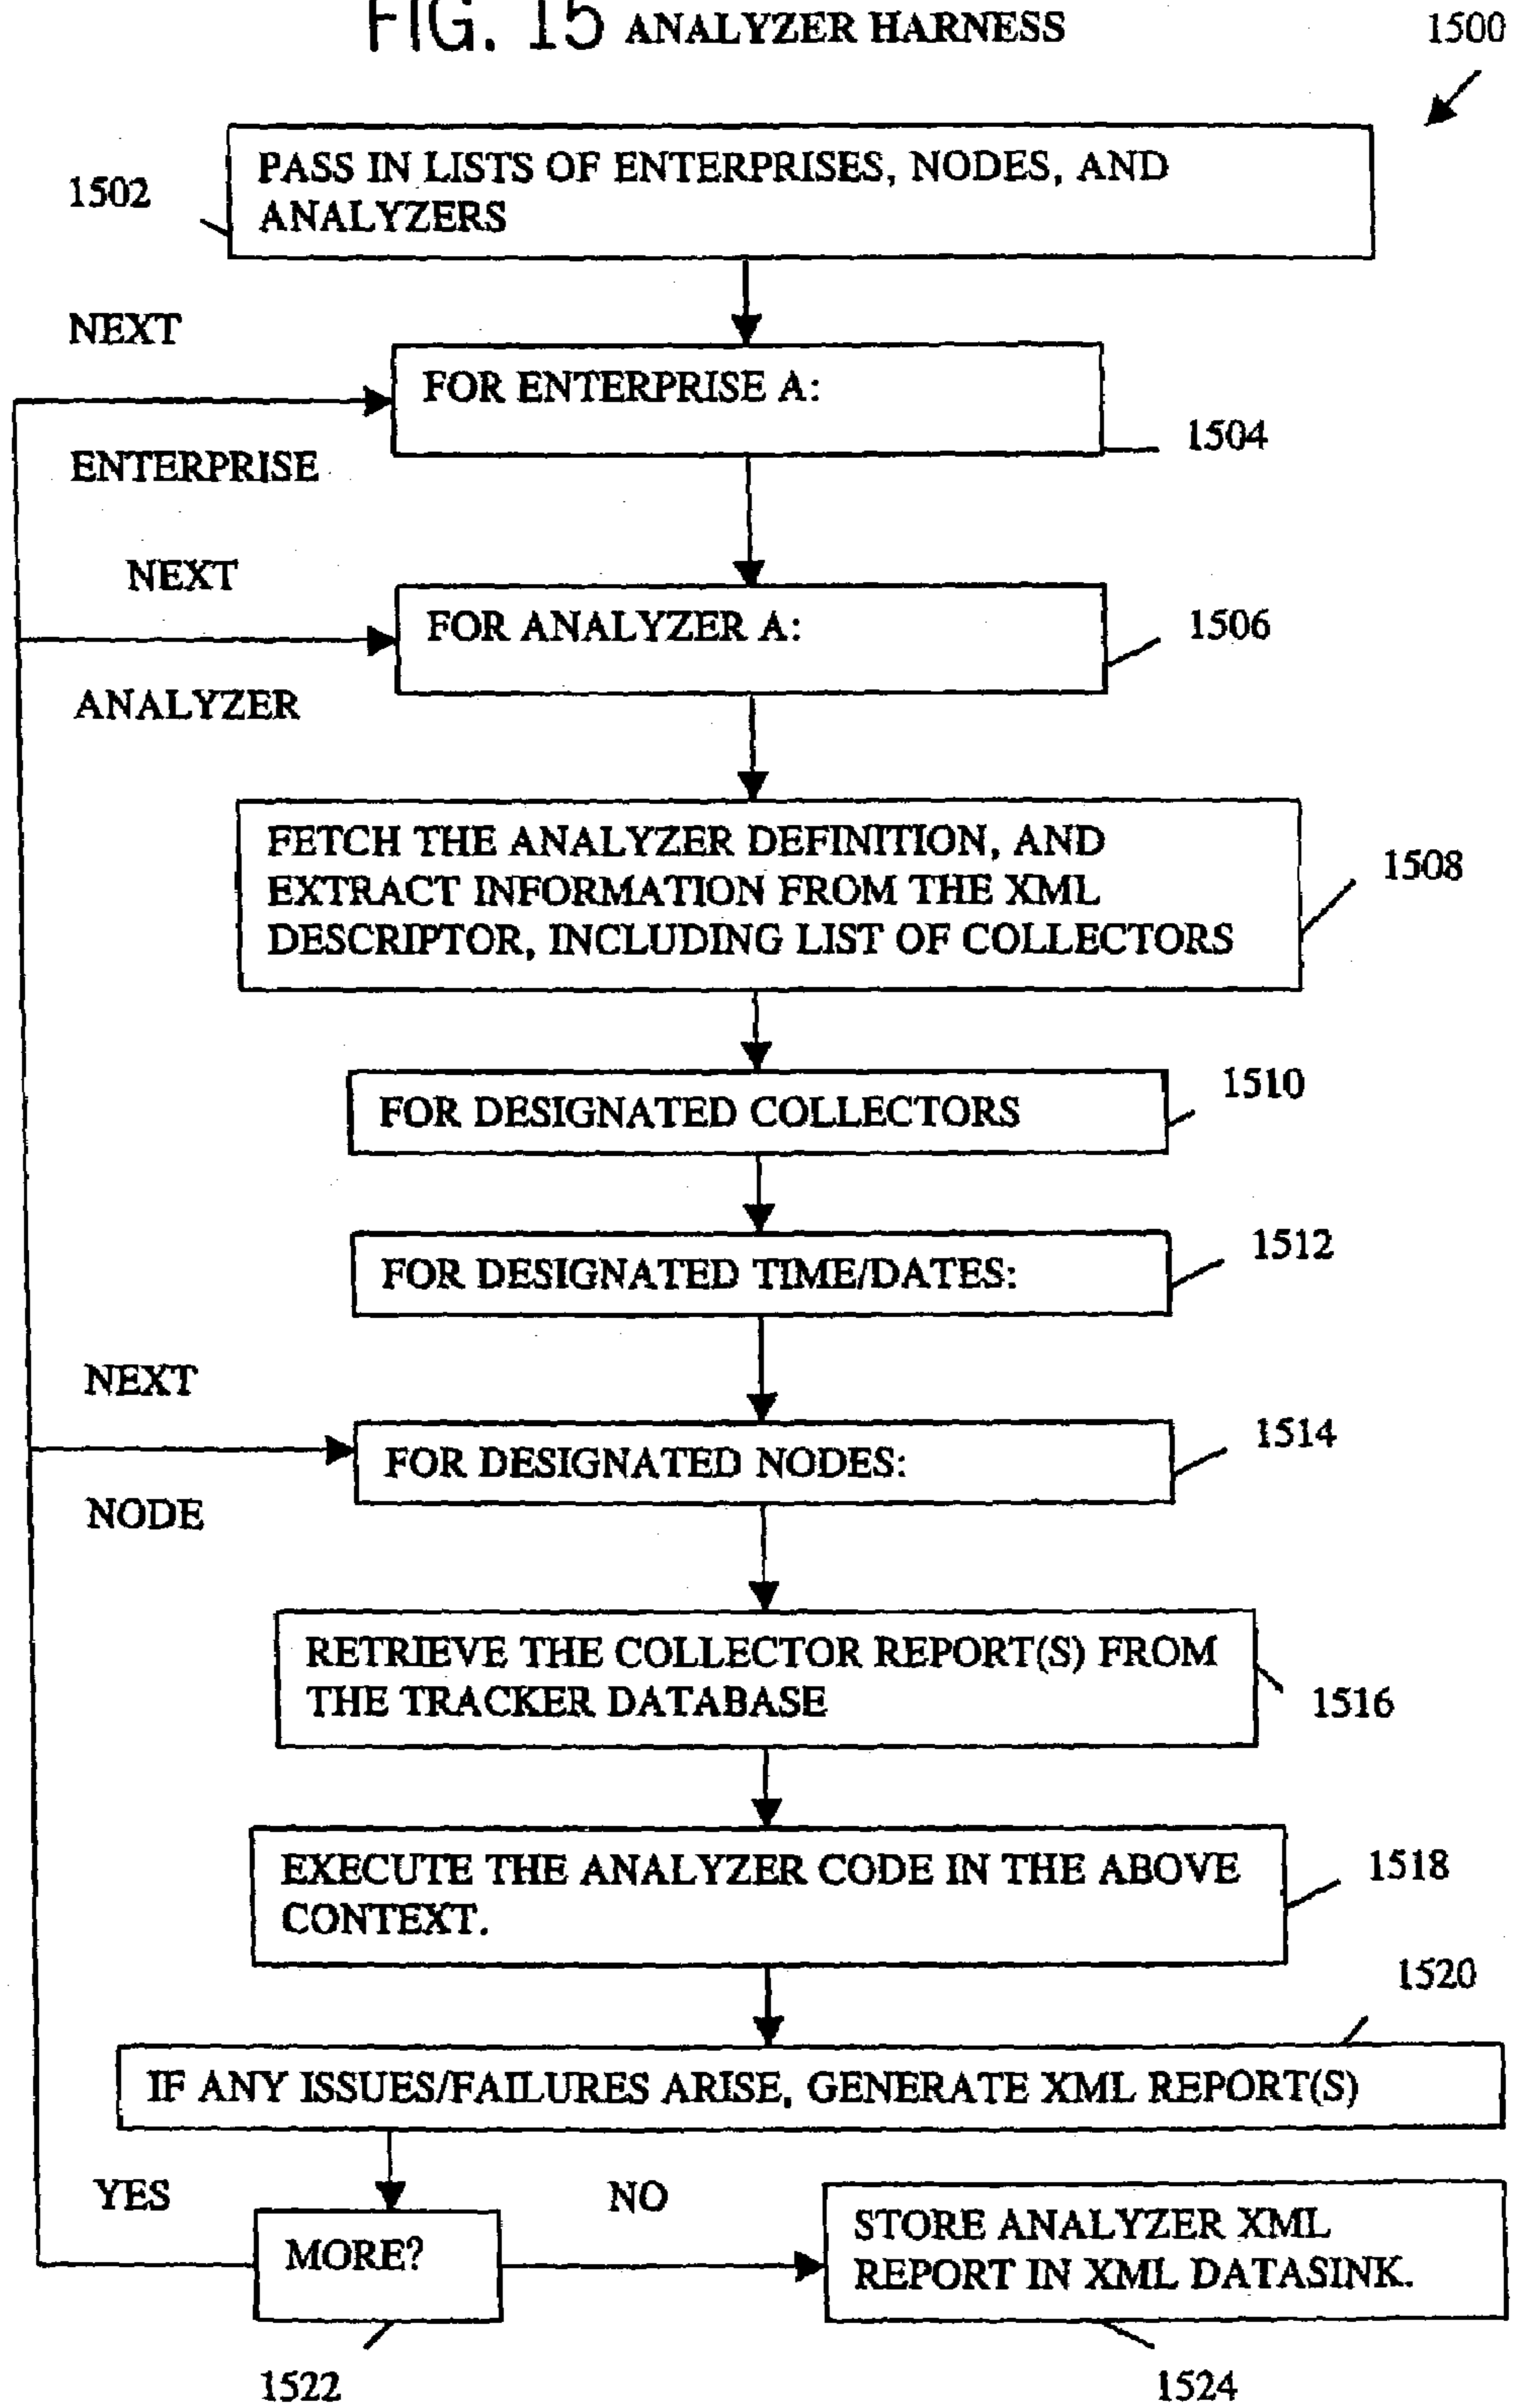 FIG. 15 ANALYZER HARNESS
1500
1502
PASS IN LISTS OF ENTERPRISES, NODES, AND
ANALYZERS
NEXT
ENTERPRISE
FOR ENTERPRISE A:
1504
NEXT
ANALYZER
FOR ANALYZER A:
1506
FETCH THE ANALYZER DEFINITION, AND
EXTRACT INFORMATION FROM THE XML
DESCRIPTOR, INCLUDING LIST OF COLLECTORS
1508
FOR DESIGNATED COLLECTORS
1510
FOR DESIGNATED TIME/DATES:
1512
NEXT
NODE
FOR DESIGNATED NODES:
1514
RETRIEVE THE COLLECTOR REPORT(S) FROM
THE TRACKER DATABASE
1516
EXECUTE THE ANALYZER CODE IN THE ABOVE
CONTEXT.
1518
1520
IF ANY ISSUES/FAILURES ARISE, GENERATE XML REPORT(S)
YES
MORE?
NO
STORE ANALYZER XML
REPORT IN XML DATASINK.
1522
1524